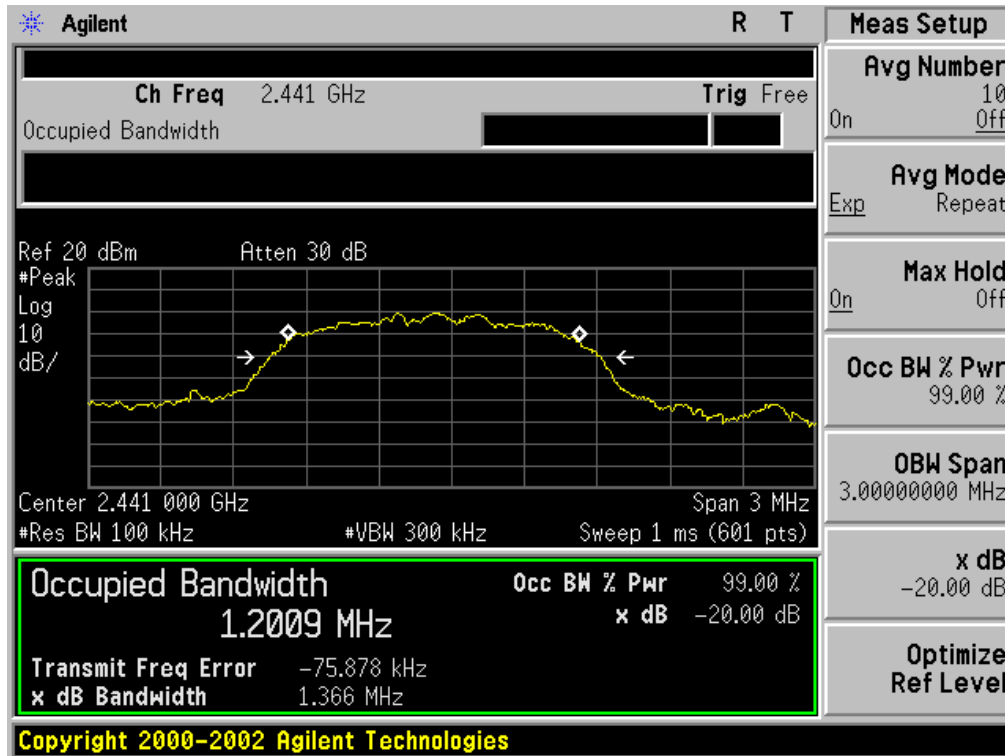 Agilent R T
Ch Freq 2.441 GHz Trig Free
Occupied Bandwidth
Ref 20 dBm Atten 30 dB
#Peak
Log
10
dB/
Center 2.441 000 GHz Span 3 MHz
#Res BW 100 kHz #VBW 300 kHz Sweep 1 ms (601 pts)
Occupied Bandwidth Occ BW % Pwr 99.00 %
1.2009 MHz x dB -20.00 dB
Transmit Freq Error -75.878 kHz
x dB Bandwidth 1.366 MHz
Copyright 2000-2002 Agilent Technologies
Meas Setup
Avg Number
10
On Off
Avg Mode
Exp Repeat
Max Hold
On Off
Occ BW % Pwr
99.00 %
OBW Span
3.00000000 MHz
x dB
-20.00 dB
Optimize
Ref Level